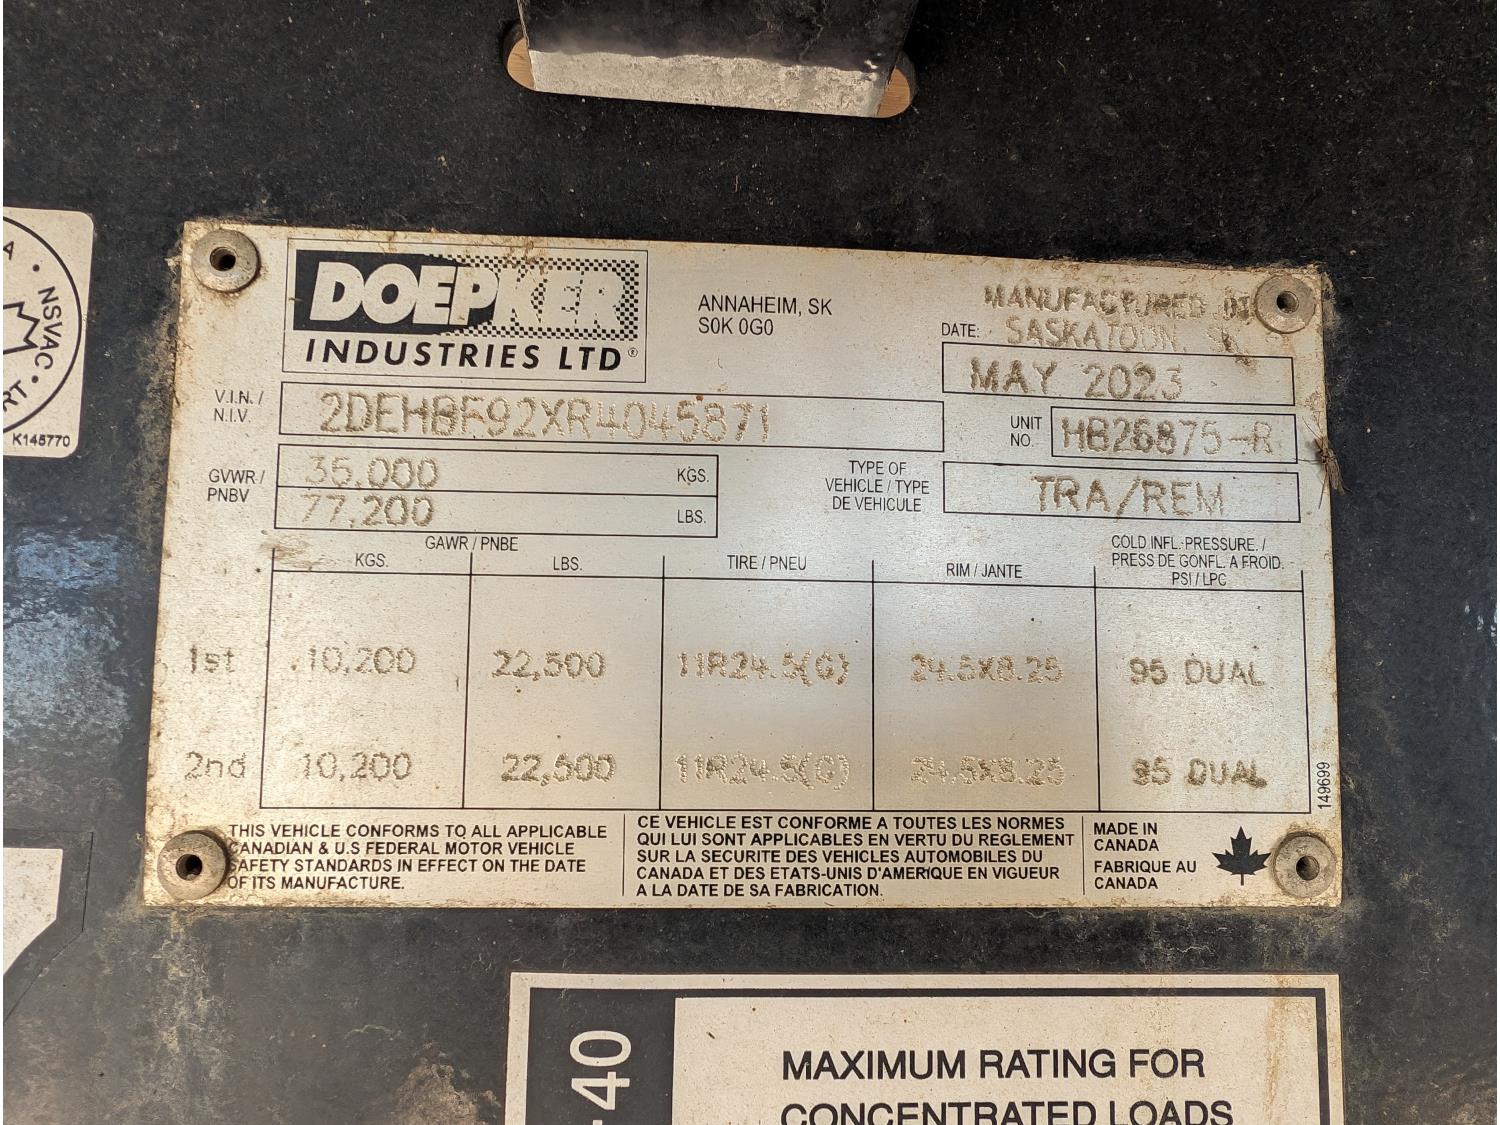 A • NSVAC •
RT.
K145770
DOEPKER
INDUSTRIES LTD®
ANNAHEIM, SK
S0K 0G0
MANUFACTURED
DATE: SASKATOON, SK
MAY 2023
V.I.N. /
N.I.V.
2DEHBF92XR4045871
UNIT
NO.
HB26875-R
GVWR /
PNBV
35,000 KGS.
77,200 LBS.
TYPE OF
VEHICLE / TYPE
DE VEHICULE
TRA/REM
GAWR / PNBE
KGS. LBS. TIRE / PNEU RIM / JANTE
COLD INFL. PRESSURE. /
PRESS DE GONFL. A FROID.
PSI / LPC
1st 10,200 22,500 11R24.5(G) 24.5X8.25 95 DUAL
2nd 10,200 22,500 11R24.5(G) 24.5X8.25 95 DUAL
149699
THIS VEHICLE CONFORMS TO ALL APPLICABLE
CANADIAN & U.S FEDERAL MOTOR VEHICLE
SAFETY STANDARDS IN EFFECT ON THE DATE
OF ITS MANUFACTURE.
CE VEHICLE EST CONFORME A TOUTES LES NORMES
QUI LUI SONT APPLICABLES EN VERTU DU REGLEMENT
SUR LA SECURITE DES VEHICLES AUTOMOBILES DU
CANADA ET DES ETATS-UNIS D'AMERIQUE EN VIGUEUR
A LA DATE DE SA FABRICATION.
MADE IN
CANADA
FABRIQUE AU
CANADA
-40
MAXIMUM RATING FOR
CONCENTRATED LOADS